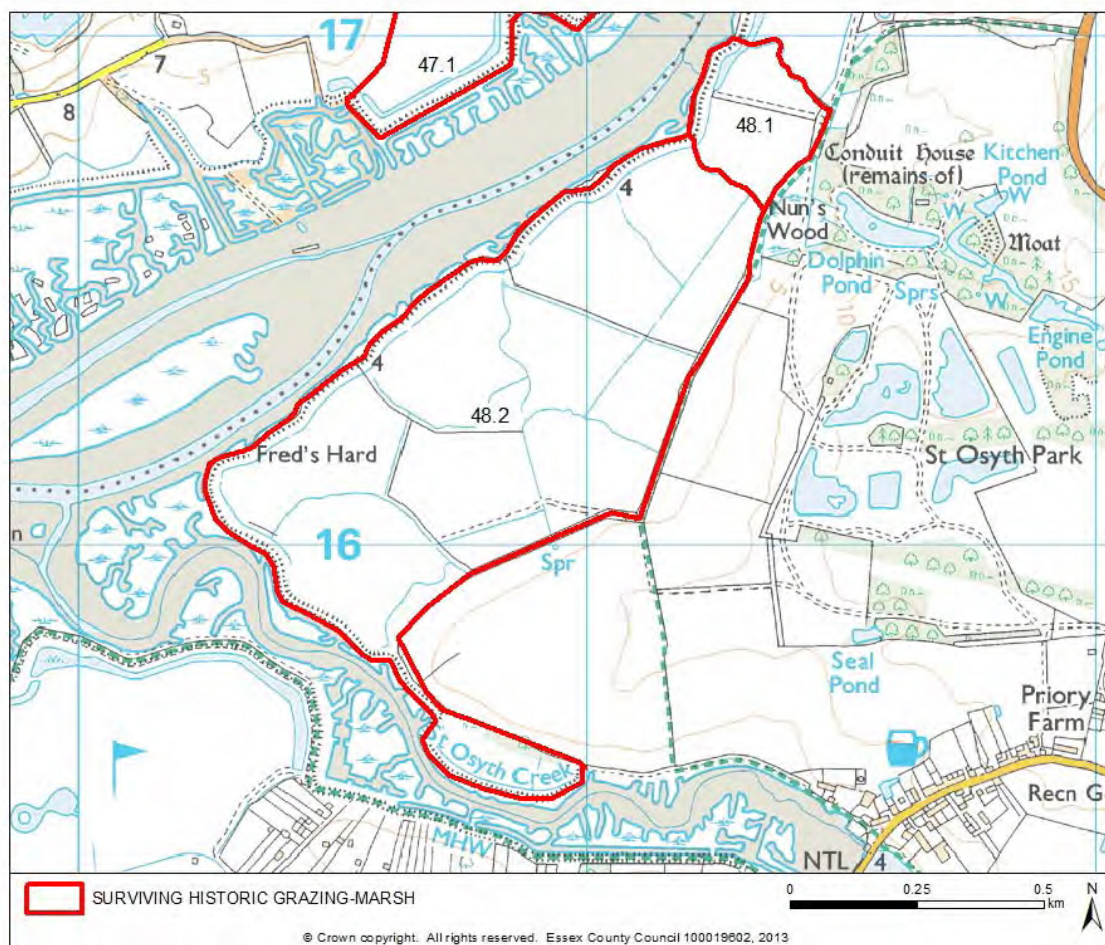 17
47.1
7
8
48.1
Conduit House
(remains of)
Kitchen
Pond
W
W
4
Nun's
Wood
Moat
Dolphin
Pond
Sprs
W
15
5
10
Engine
Pond
4
48.2
Fred's Hard
St Osyth Park
16
n
Spr
Seal
Pond
Priory
Farm
St Osyth Creek
Recn G
MHW
NTL
4
SURVIVING HISTORIC GRAZING-MARSH
0 0.25 0.5
km
N
© Crown copyright. All rights reserved. Essex County Council 100019602, 2013